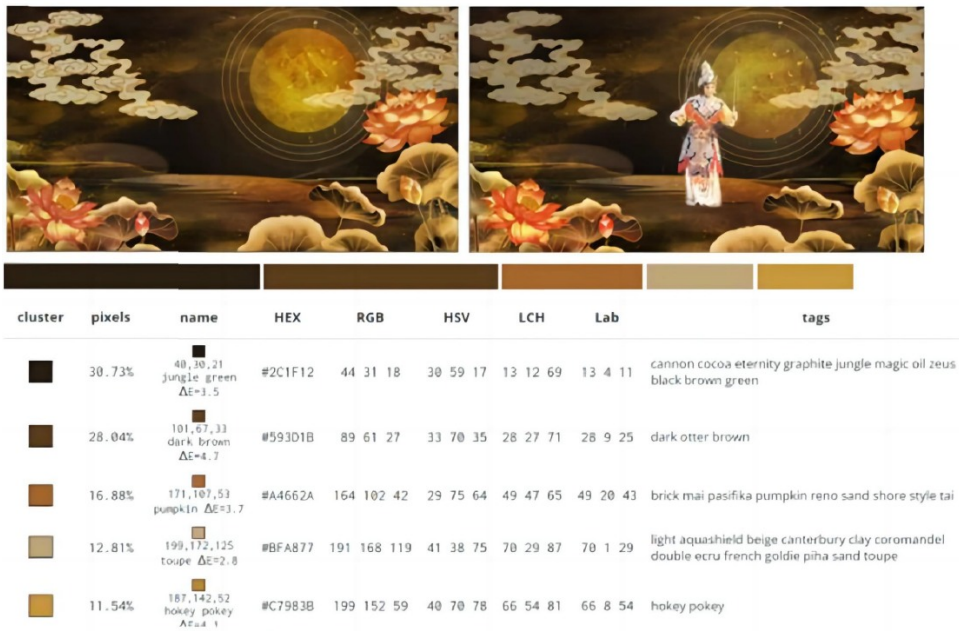 cluster pixels name HEX RGB HSV LCH Lab tags
30.73% 40,30,21 #2C1F12 44 31 18 30 59 17 13 12 69 13 4 11 cannon cocoa eternity graphite jungle magic oil zeus
jungle green black brown green
ΔE=3.5
28.04% 101,67,33 #593D1B 89 61 27 33 70 35 28 27 71 28 9 25 dark otter brown
dark brown
ΔE=4.7
16.88% 171,107,53 #A4662A 164 102 42 29 75 64 49 47 65 49 20 43 brick mai pasifika pumpkin reno sand shore style tai
pumpkin ΔE=3.7
12.81% 199,172,125 #BFA877 191 168 119 41 38 75 70 29 87 70 1 29 light aquashield beige canterbury clay coromandel
toupe ΔE=2.8 double ecru french goldie piha sand toupe
11.54% 187,142,52 #C7983B 199 152 59 40 70 78 66 54 81 66 8 54 hokey pokey
hokey pokey
ΔE=4.1